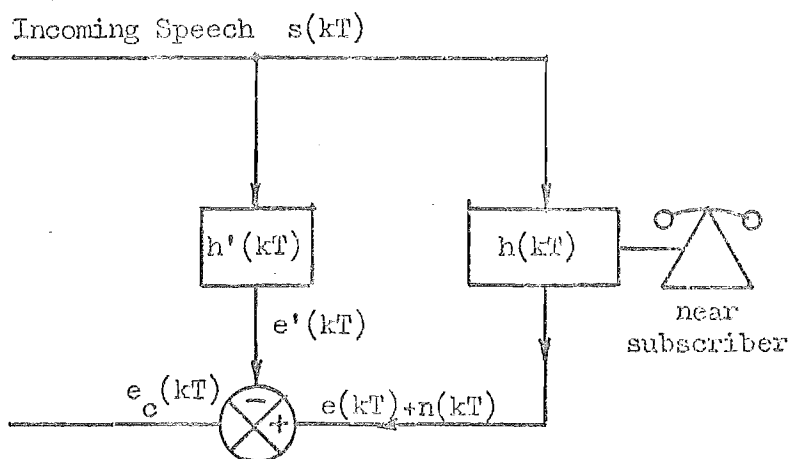 Incoming Speech s(kT)
h'(kT)
h(kT)
near
subscriber
e'(kT)
e_c(kT)
-
+
e(kT)+n(kT)